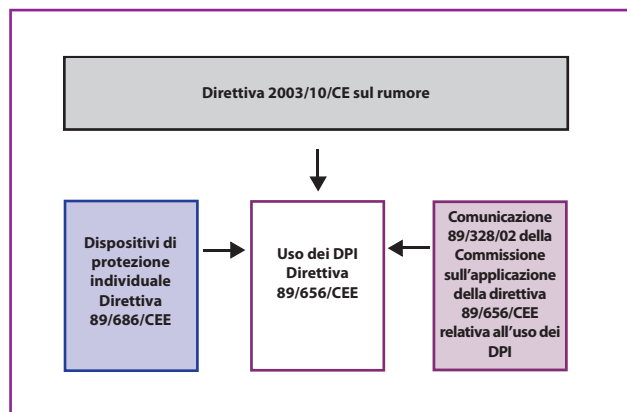 Direttiva 2003/10/CE sul rumore
Dispositivi di
protezione
individuale
Direttiva
89/686/CEE
Uso dei DPI
Direttiva
89/656/CEE
Comunicazione
89/328/02 della
Commissione
sull’applicazione
della direttiva
89/656/CEE
relativa all’uso dei
DPI